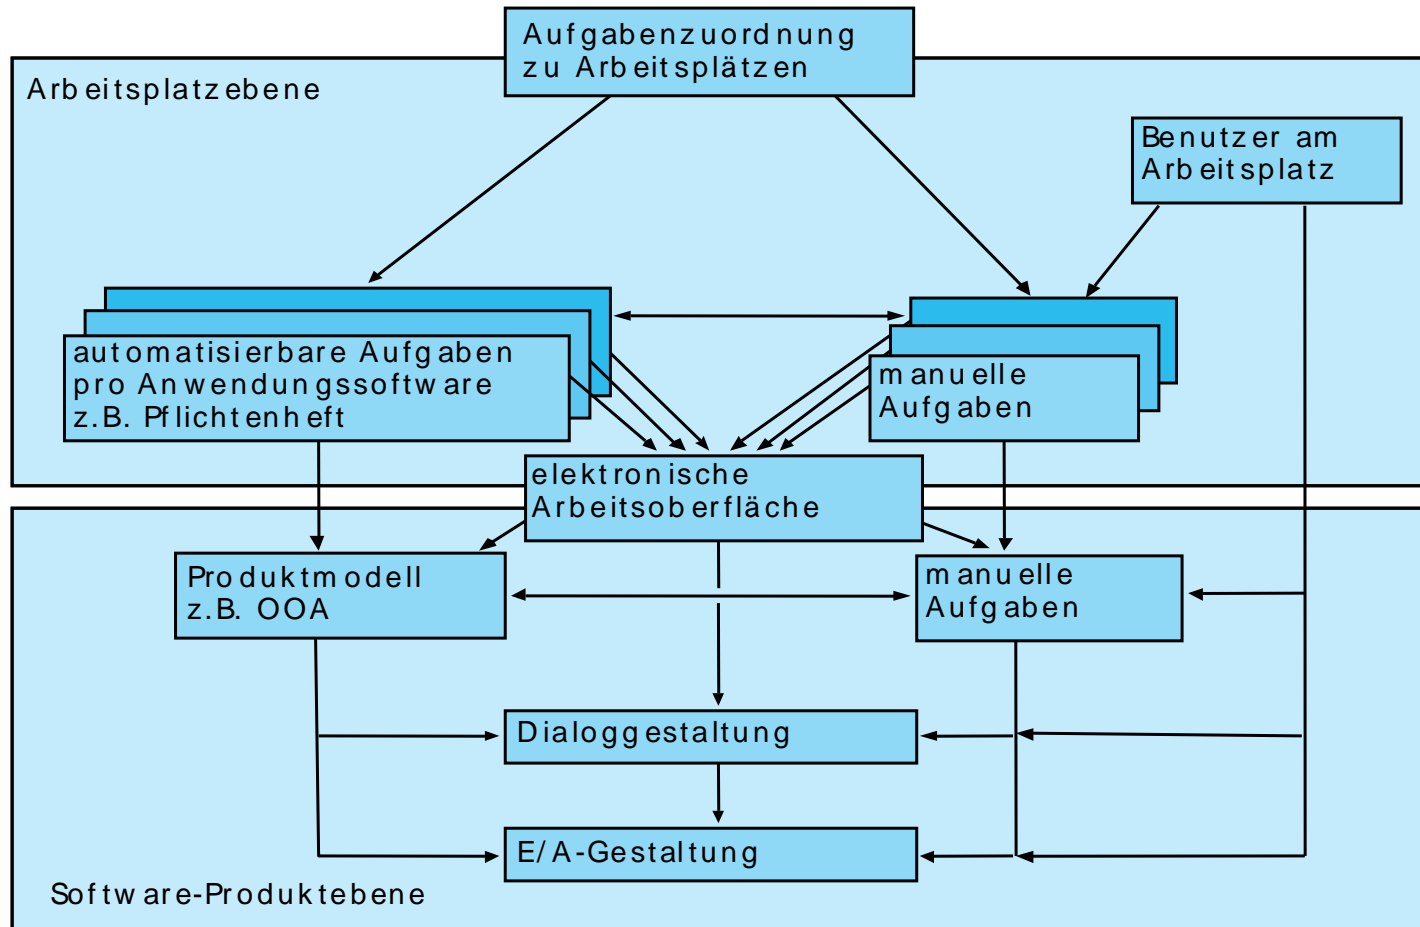 Aufgabenzuordnung
zu Arbeitsplätzen
Arbeitsplatzebene
Benutzer am
Arbeitsplatz
automatisierbare Aufgaben
pro Anwendungssoftware
z.B. Pflichtenheft
manuelle
Aufgaben
elektronische
Arbeitsoberfläche
Produktmodell
z.B. OOA
manuelle
Aufgaben
Dialoggestaltung
E/A-Gestaltung
Software-Produktebene